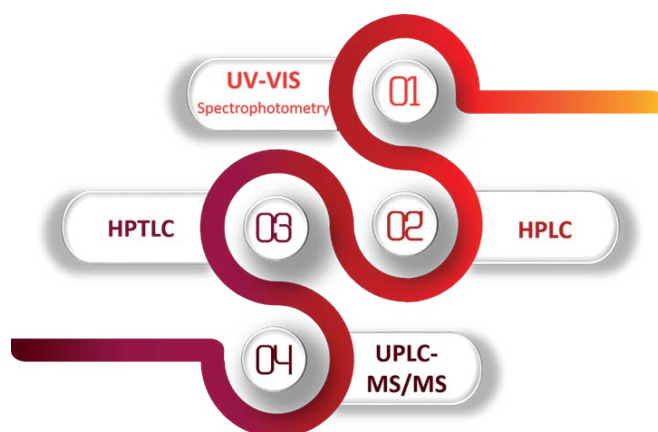 UV-VIS
Spectrophotometry
01
HPTLC
03
02
HPLC
04
UPLC-
MS/MS